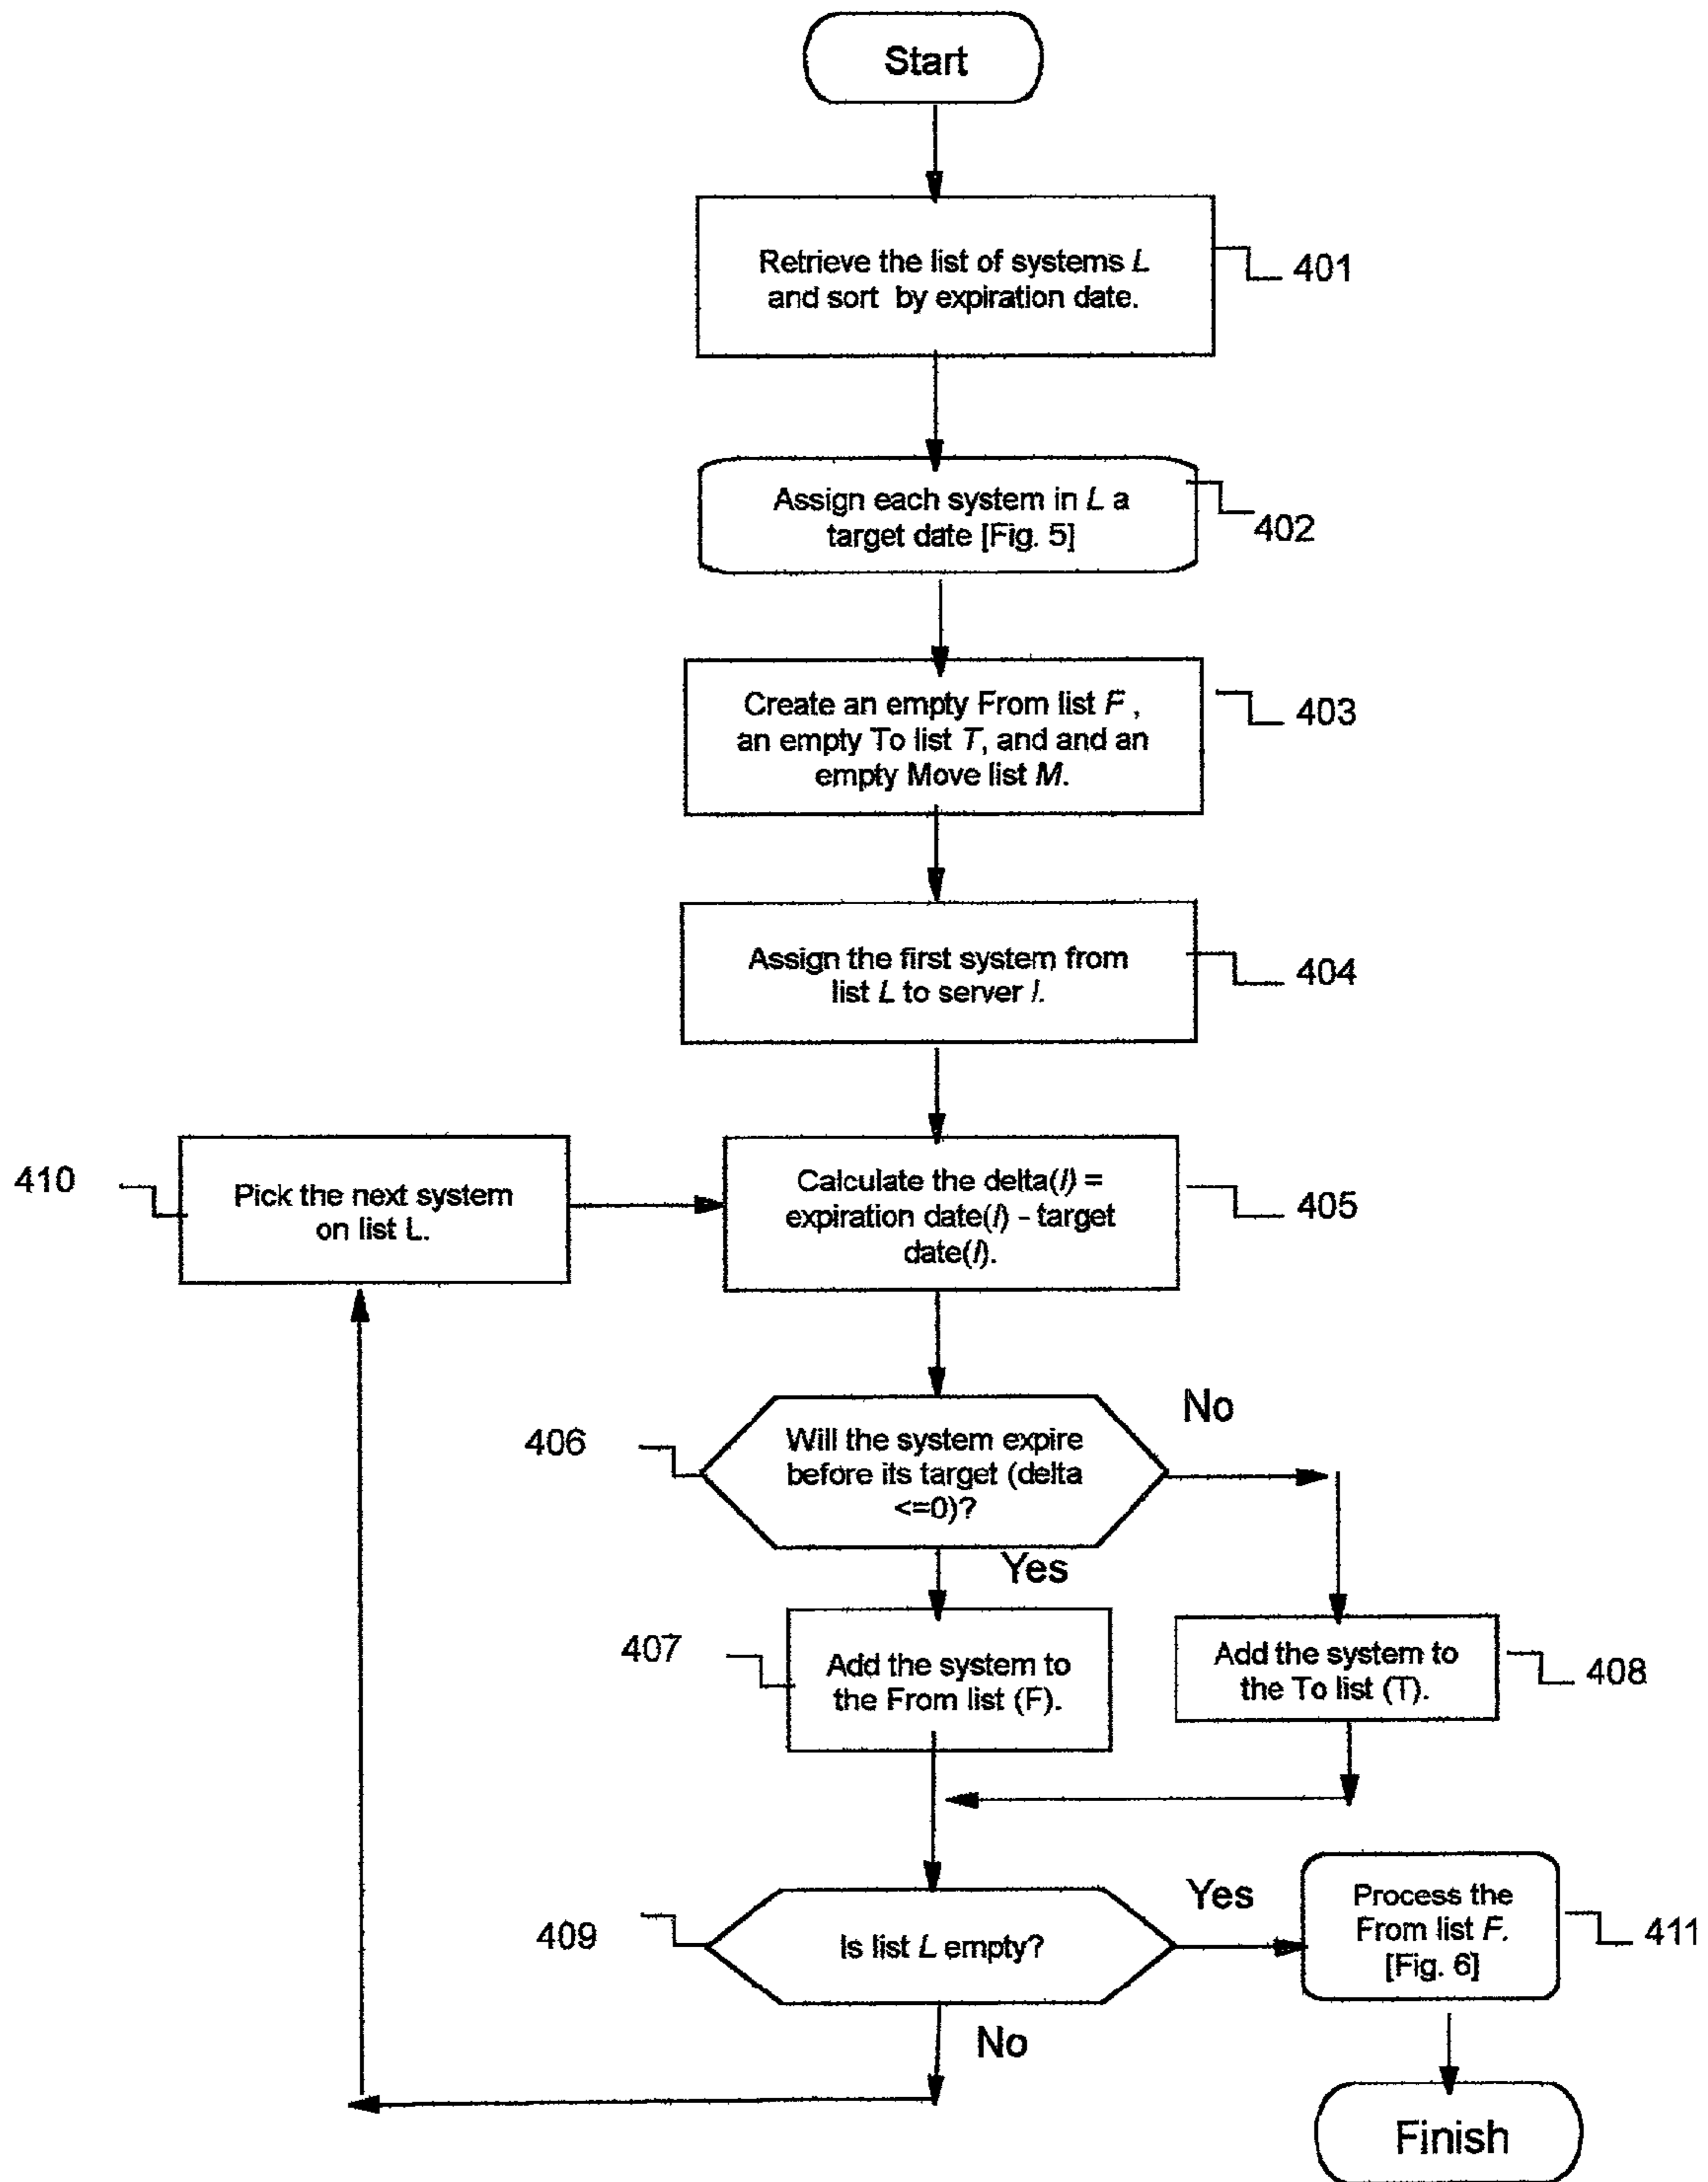 Start
Retrieve the list of systems L
and sort by expiration date.
401
Assign each system in L a
target date [Fig. 5]
402
Create an empty From list F ,
an empty To list T, and and an
empty Move list M.
403
Assign the first system from
list L to server l.
404
410
Pick the next system
on list L.
Calculate the delta(l) =
expiration date(l) - target
date(l).
405
406
Will the system expire
before its target (delta
<=0)?
No
Yes
407
Add the system to
the From list (F).
Add the system to
the To list (T).
408
409
Is list L empty?
Yes
No
Process the
From list F.
[Fig. 6]
411
Finish